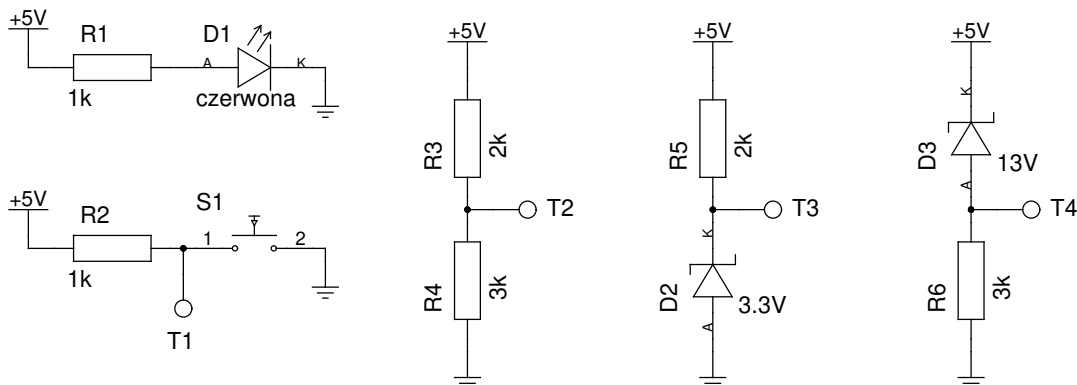 +5V
R1
D1
A
K
1k
czerwona
+5V
R2
S1
1
2
1k
T1
+5V
R3
2k
T2
R4
3k
+5V
R5
2k
T3
K
D2
3.3V
A
+5V
K
D3
13V
A
T4
R6
3k